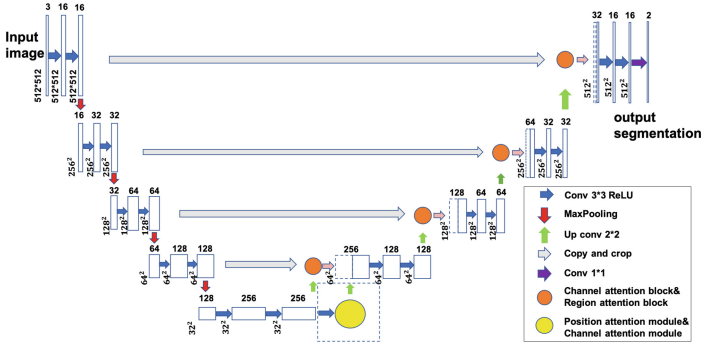 3 16 16
Input
image
512*512 512*512 512*512
32 16 16 2
512² 512² 512²
output
segmentation
16 32 32
256² 256² 256²
64 32 32
256² 256² 256²
32 64 64
128² 128² 128²
128 64 64
128² 128² 128²
64 128 128
64² 64² 64²
256 128 128
64² 64² 64²
128 256 256
32² 32² 32²
Conv 3*3 ReLU
MaxPooling
Up conv 2*2
Copy and crop
Conv 1*1
Channel attention block&
Region attention block
Position attention module&
Channel attention module